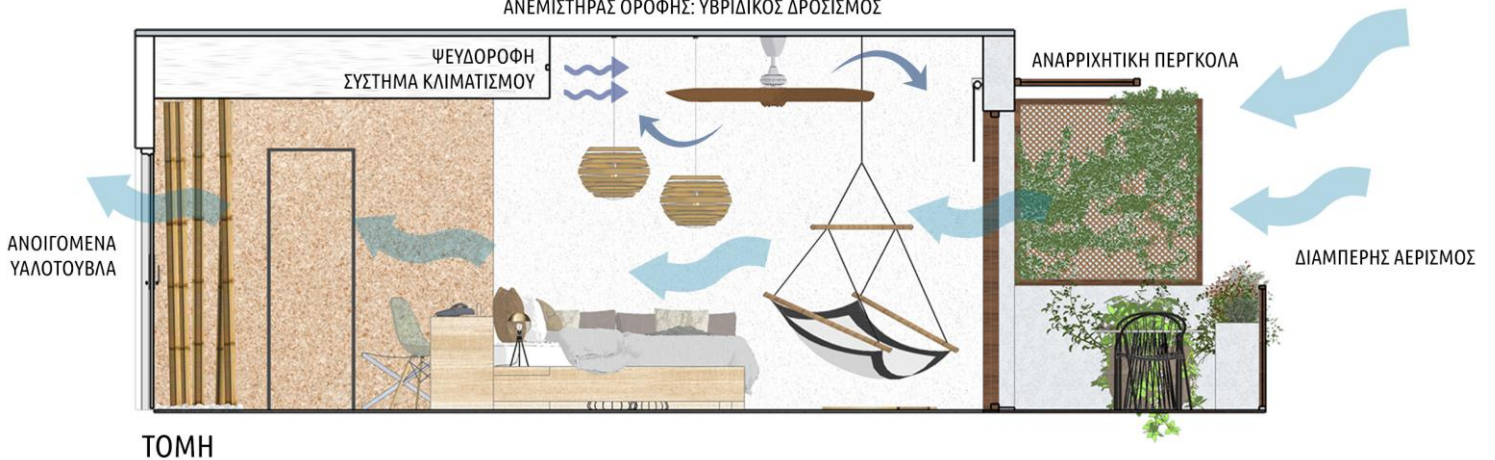 ΑΝΕΜΙΣΤΗΡΑΣ ΟΡΟΦΗΣ: ΥΒΡΙΔΙΚΟΣ ΔΡΟΣΙΣΜΟΣ
ΨΕΥΔΟΡΟΦΗ
ΣΥΣΤΗΜΑ ΚΛΙΜΑΤΙΣΜΟΥ
ΑΝΑΡΡΙΧΗΤΙΚΗ ΠΕΡΓΚΟΛΑ
ΑΝΟΙΓΟΜΕΝΑ
ΥΑΛΟΤΟΥΒΛΑ
ΔΙΑΜΠΕΡΗΣ ΑΕΡΙΣΜΟΣ
ΤΟΜΗ